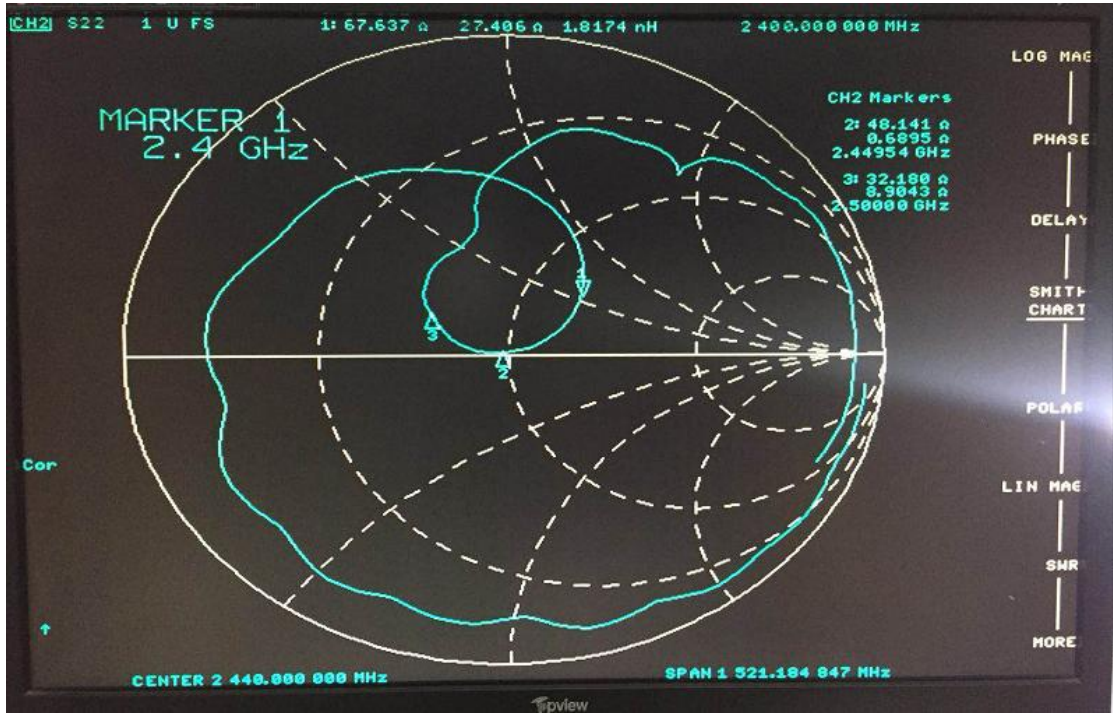 CH2 S22 1 U FS 1: 67.637 Ω 27.406 Ω 1.8174 nH 2 400.000 000 MHz
LOG MAG
MARKER 1
2.4 GHz
CH2 Markers
2: 48.141 Ω
0.6895 Ω
2.44954 GHz
3: 32.180 Ω
8.9043 Ω
2.50000 GHz
PHASE
DELAY
SMITH
CHART
1
3
2
POLAR
Cor
LIN MAG
SWR
MORE
↑
CENTER 2 440.000 000 MHz SPAN 1 521.184 847 MHz
Topview